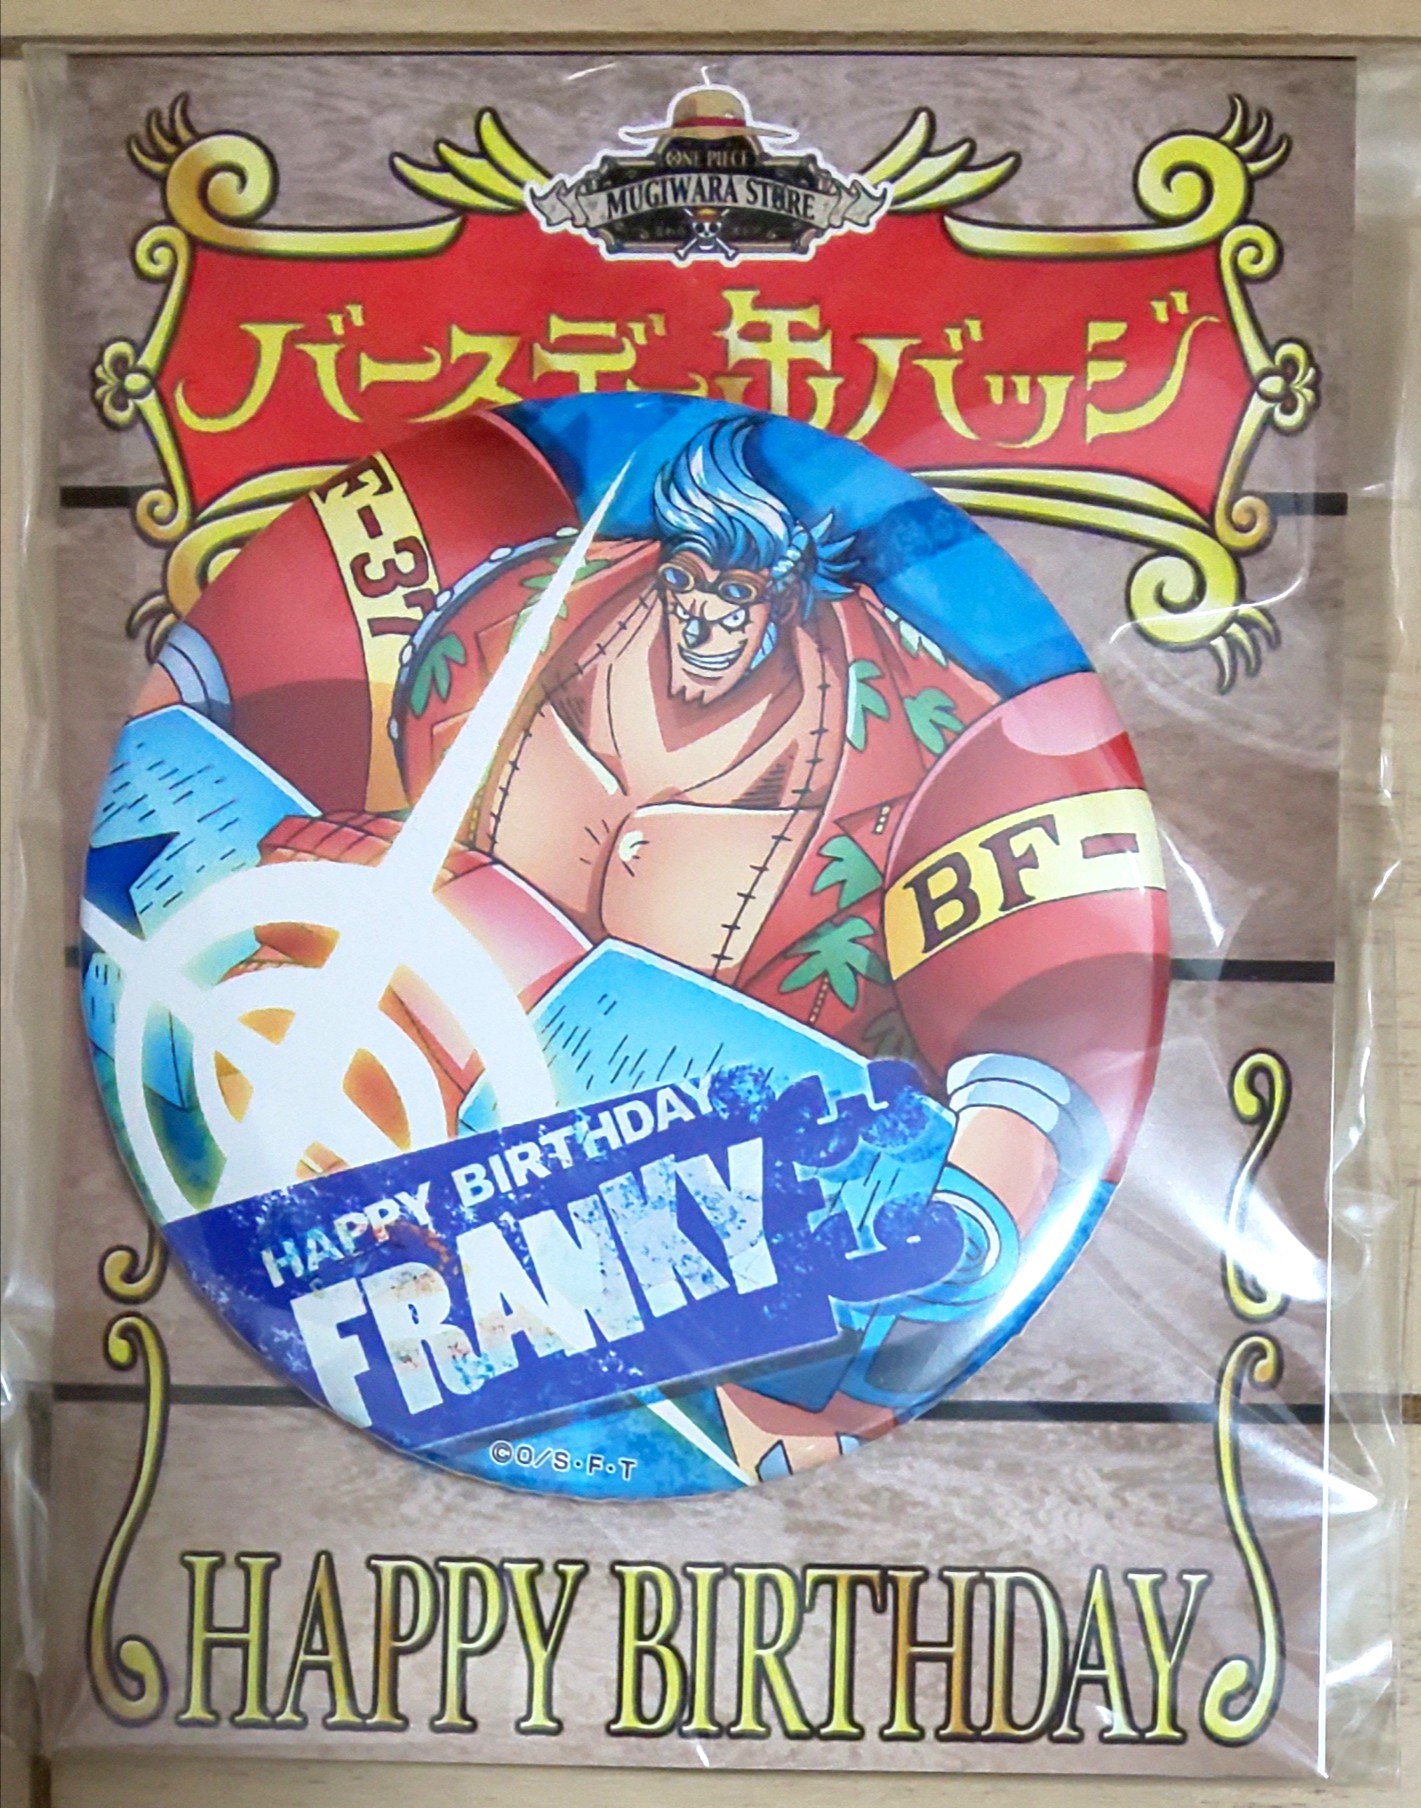 ONE PIECE
MUGIWARA STORE
バースデー缶バッジ
F-37
BF-
HAPPY BIRTHDAY
FRANKY
©O/S・F・T
HAPPY BIRTHDAY